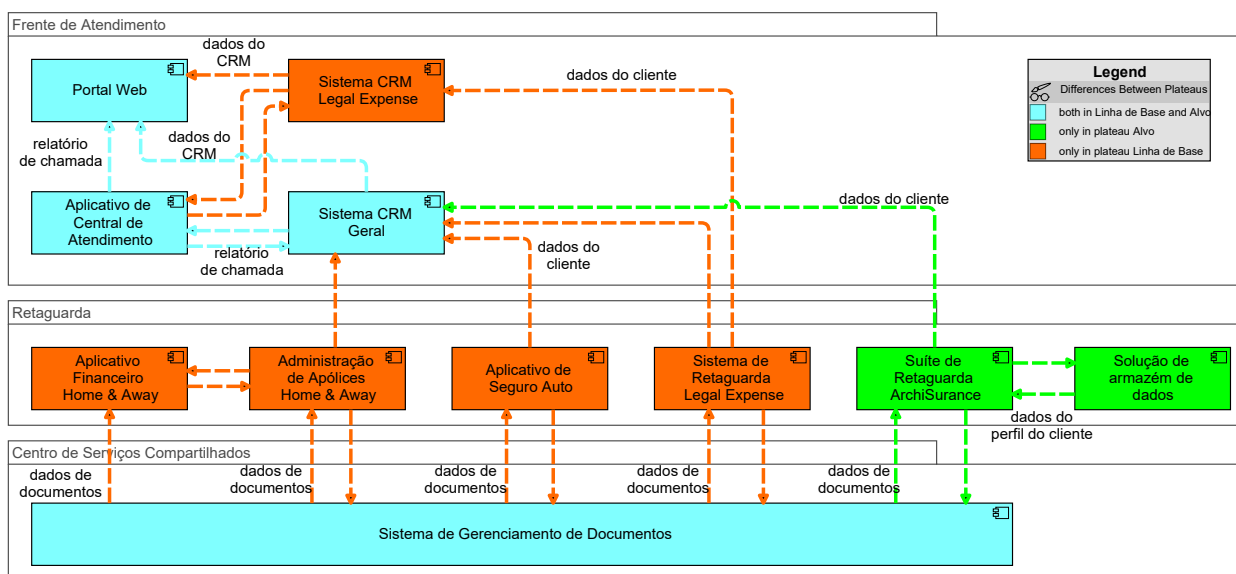 Frente de Atendimento
dados do
CRM
Portal Web
Sistema CRM
Legal Expense
dados do cliente
Legend
Differences Between Plateaus
both in Linha de Base and Alvo
only in plateau Alvo
only in plateau Linha de Base
relatório
de chamada
dados do
CRM
Aplicativo de
Central de
Atendimento
Sistema CRM
Geral
dados do cliente
relatório
de chamada
dados do
cliente
Retaguarda
Aplicativo
Financeiro
Home & Away
Administração
de Apólices
Home & Away
Aplicativo de
Seguro Auto
Sistema de
Retaguarda
Legal Expense
Suíte de
Retaguarda
ArchiSurance
Solução de
armazém de
dados
dados do
perfil do cliente
Centro de Serviços Compartilhados
dados de
documentos
dados de
documentos
dados de
documentos
dados de
documentos
dados de
documentos
Sistema de Gerenciamento de Documentos